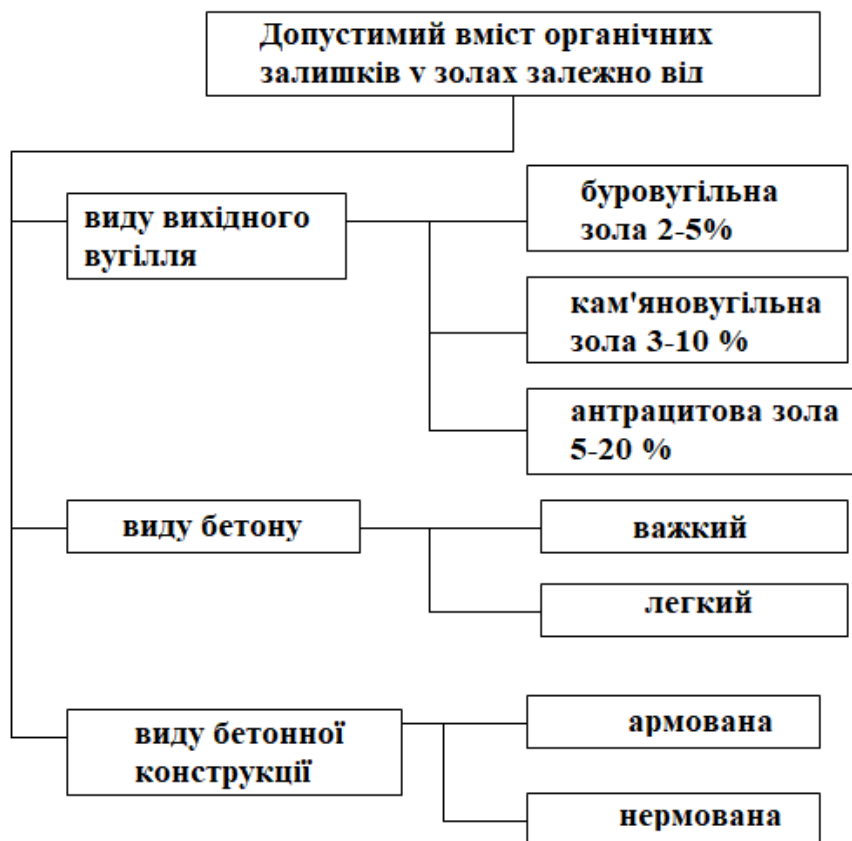 Допустимий вміст органічних
залишків у золах залежно від
виду вихідного
вугілля
буровугільна
зола 2-5%
кам'яновугільна
зола 3-10 %
антрацитова зола
5-20 %
виду бетону
важкий
легкий
виду бетонної
конструкції
армована
нермована